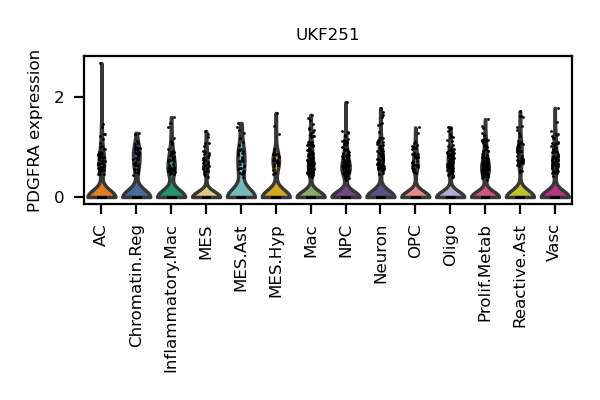 UKF251
PDGFRA expression
2
0
AC
Chromatin.Reg
Inflammatory.Mac
MES
MES.Ast
MES.Hyp
Mac
NPC
Neuron
OPC
Oligo
Prolif.Metab
Reactive.Ast
Vasc